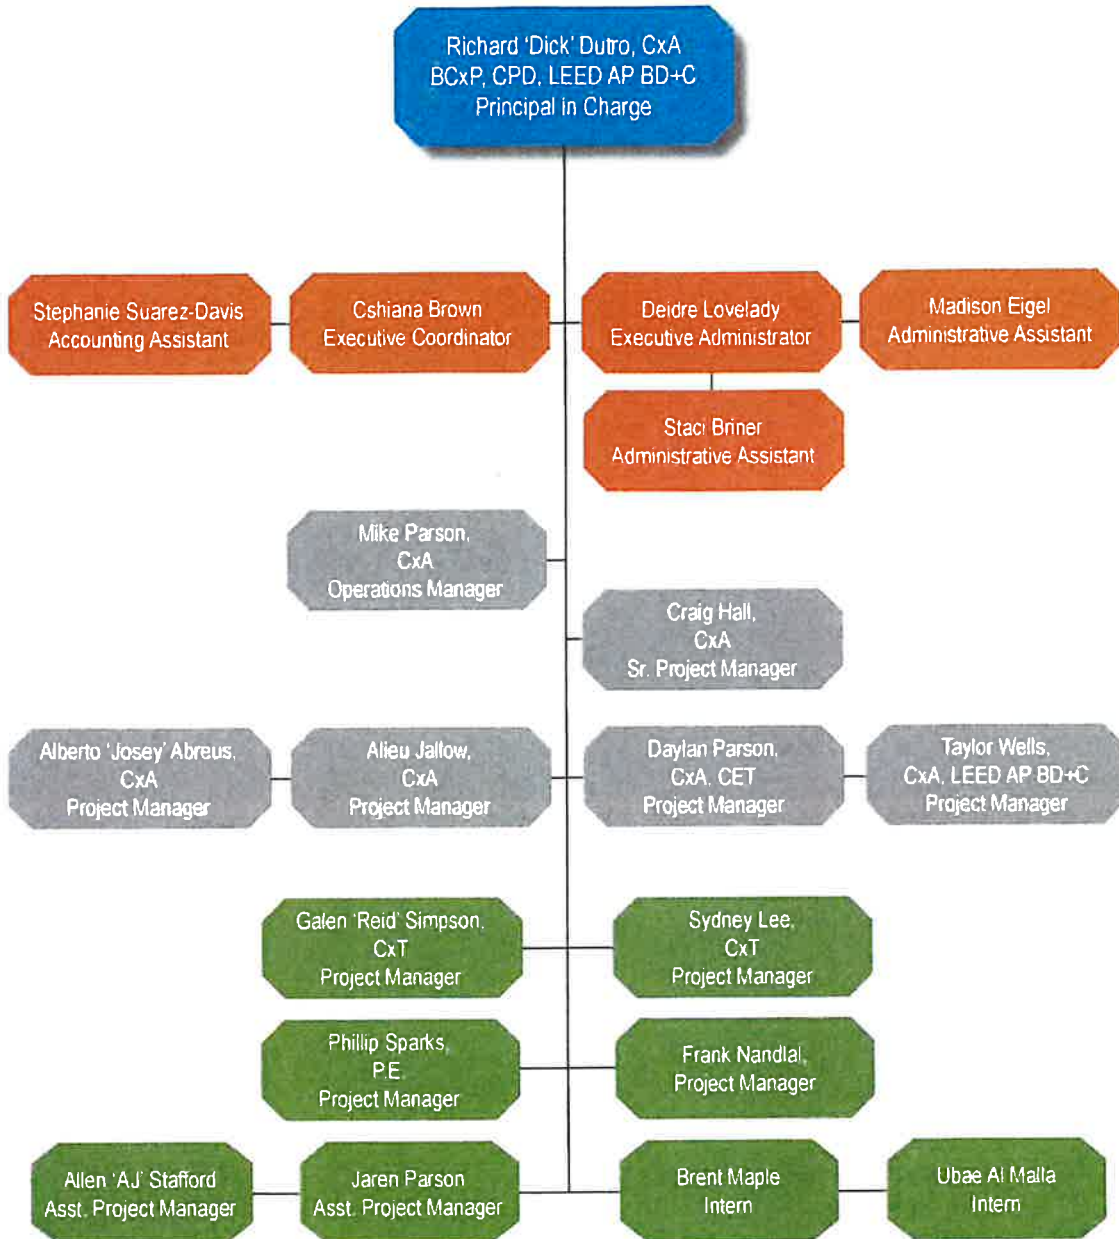 Richard ‘Dick’ Dutro, CxA
BCxP, CPD, LEED AP BD+C
Principal in Charge
Stephanie Suarez-Davis
Accounting Assistant
Cshiana Brown
Executive Coordinator
Deidre Lovelady
Executive Administrator
Madison Eigel
Administrative Assistant
Staci Briner
Administrative Assistant
Mike Parson,
CxA
Operations Manager
Craig Hall,
CxA
Sr. Project Manager
Alberto ‘Josey’ Abreus,
CxA
Project Manager
Alieu Jallow,
CxA
Project Manager
Daylan Parson,
CxA, CET
Project Manager
Taylor Wells,
CxA, LEED AP BD+C
Project Manager
Galen ‘Reid’ Simpson,
CxT
Project Manager
Sydney Lee,
CxT
Project Manager
Phillip Sparks,
P.E.
Project Manager
Frank Nandlal,
Project Manager
Allen ‘AJ’ Stafford
Asst. Project Manager
Jaren Parson
Asst. Project Manager
Brent Maple
Intern
Ubae Al Malla
Intern